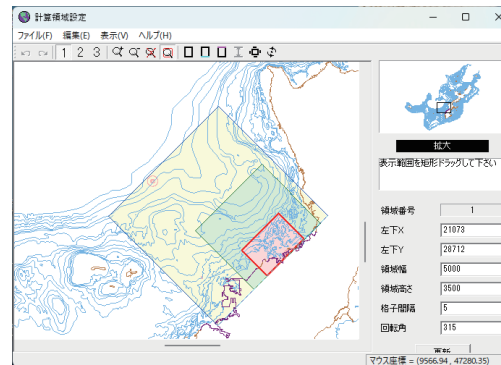 計算領域設定
ファイル(F) 編集(E) 表示(V) ヘルプ(H)
1 2 3
拡大
表示範囲を矩形ドラッグして下さい
領域番号 1
左下X 21073
左下Y 28712
領域幅 5000
領域高さ 3500
格子間隔 5
回転角 315
更新
マウス座標 = (9566.94 , 47280.35)